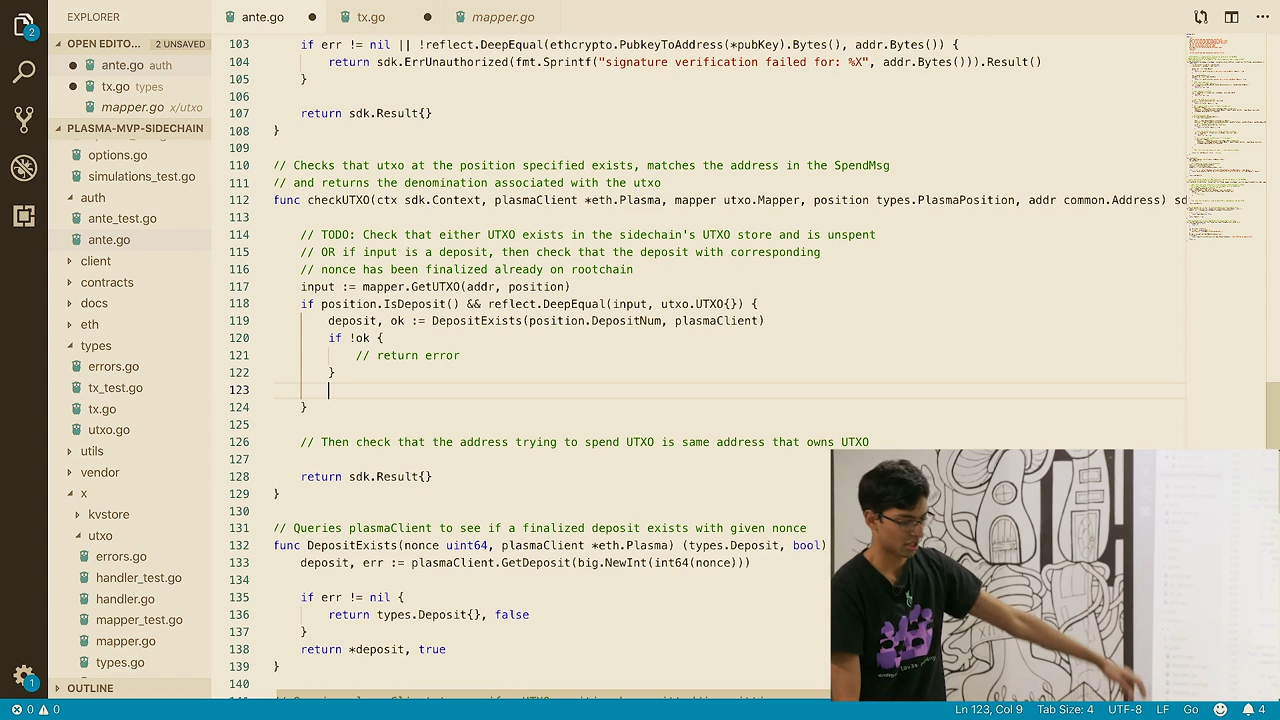 EXPLORER
ante.go
tx.go
mapper.go
OPEN EDITO...
2 UNSAVED
ante.go auth
tx.go types
mapper.go x/utxo
PLASMA-MVP-SIDECHAIN
options.go
simulations_test.go
auth
ante_test.go
ante.go
client
contracts
docs
eth
types
errors.go
tx_test.go
tx.go
utxo.go
utils
vendor
x
kvstore
utxo
errors.go
handler_test.go
handler.go
mapper_test.go
mapper.go
types.go
OUTLINE
2
1
103 if err != nil || !reflect.DeepEqual(ethcrypto.PubkeyToAddress(*pubKey).Bytes(), addr.Bytes()) {
104 return sdk.ErrUnauthorized(fmt.Sprintf("signature verification failed for: %X", addr.Bytes())).Result()
105 }
106
107 return sdk.Result{}
108 }
109
110 // Checks that utxo at the position specified exists, matches the address in the SpendMsg
111 // and returns the denomination associated with the utxo
112 func checkUTXO(ctx sdk.Context, plasmaClient *eth.Plasma, mapper utxo.Mapper, position types.PlasmaPosition, addr common.Address) sd
113
114 // TODO: Check that either UTXO exists in the sidechain's UTXO store and is unspent
115 // OR if input is a deposit, then check that the deposit with corresponding
116 // nonce has been finalized already on rootchain
117 input := mapper.GetUTXO(addr, position)
118 if position.IsDeposit() && reflect.DeepEqual(input, utxo.UTXO{}) {
119 deposit, ok := DepositExists(position.DepositNum, plasmaClient)
120 if !ok {
121 // return error
122 }
123
124 }
125
126 // Then check that the address trying to spend UTXO is same address that owns UTXO
127
128 return sdk.Result{}
129 }
130
131 // Queries plasmaClient to see if a finalized deposit exists with given nonce
132 func DepositExists(nonce uint64, plasmaClient *eth.Plasma) (types.Deposit, bool)
133 deposit, err := plasmaClient.GetDeposit(big.NewInt(int64(nonce)))
134
135 if err != nil {
136 return types.Deposit{}, false
137 }
138 return *deposit, true
139 }
140
0 0
Ln 123, Col 9
Tab Size: 4
UTF-8
LF
Go
4